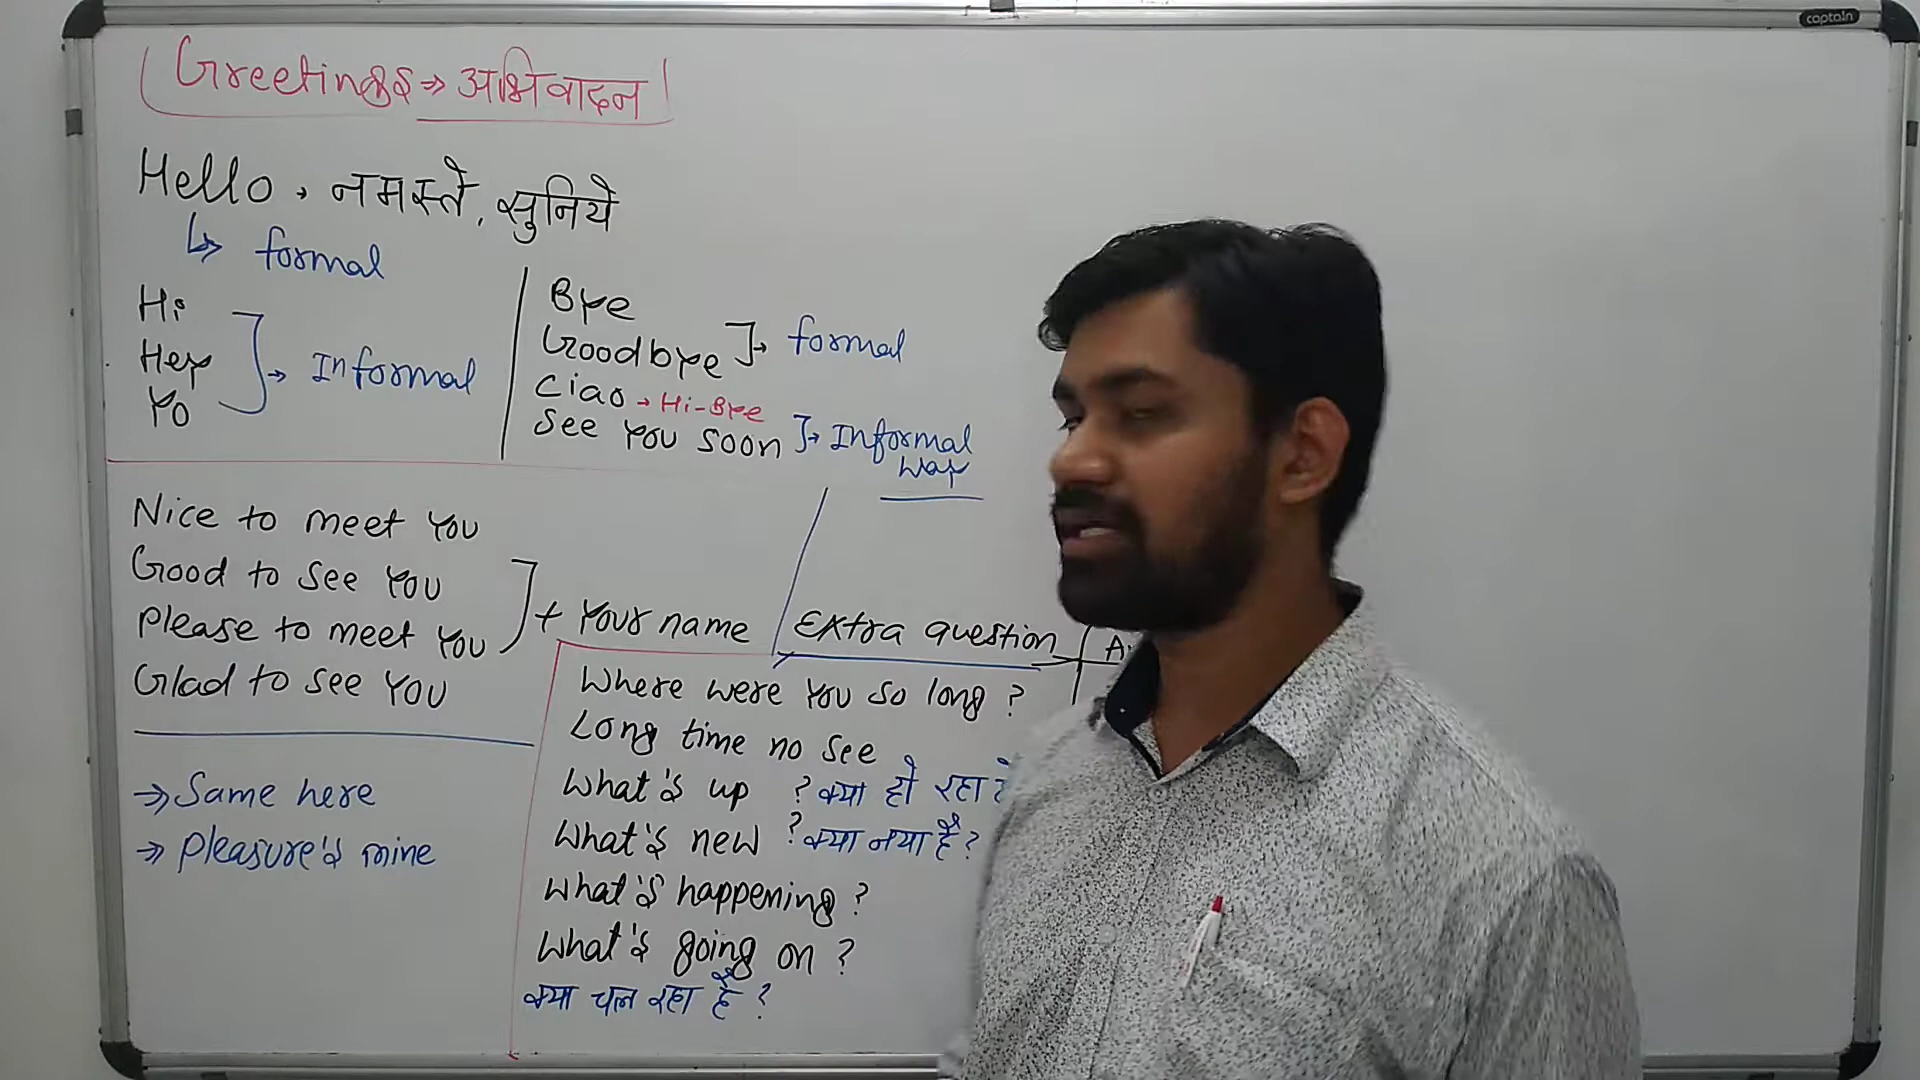 Greetings → अभिवादन
captain
Hello → नमस्ते, सुनिये
↳ formal
Hi
Hey
Yo
→ Informal
Bye
Goodbye
→ formal
Ciao → Hi-Bye
See You soon
→ Informal
way
Nice to meet You
Good to see You
Please to meet You
Glad to see You
+ Your name
→ Same here
→ Pleasure's mine
Extra question
Where were You so long ?
Long time no see
What's up ? क्या हो रहा
What's new ? क्या नया है ?
What's happening ?
What's going on ?
क्या चल रहा है ?